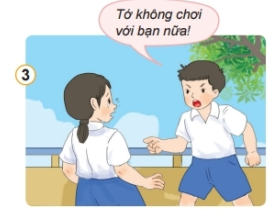 Tớ không chơi
với bạn nữa!
3